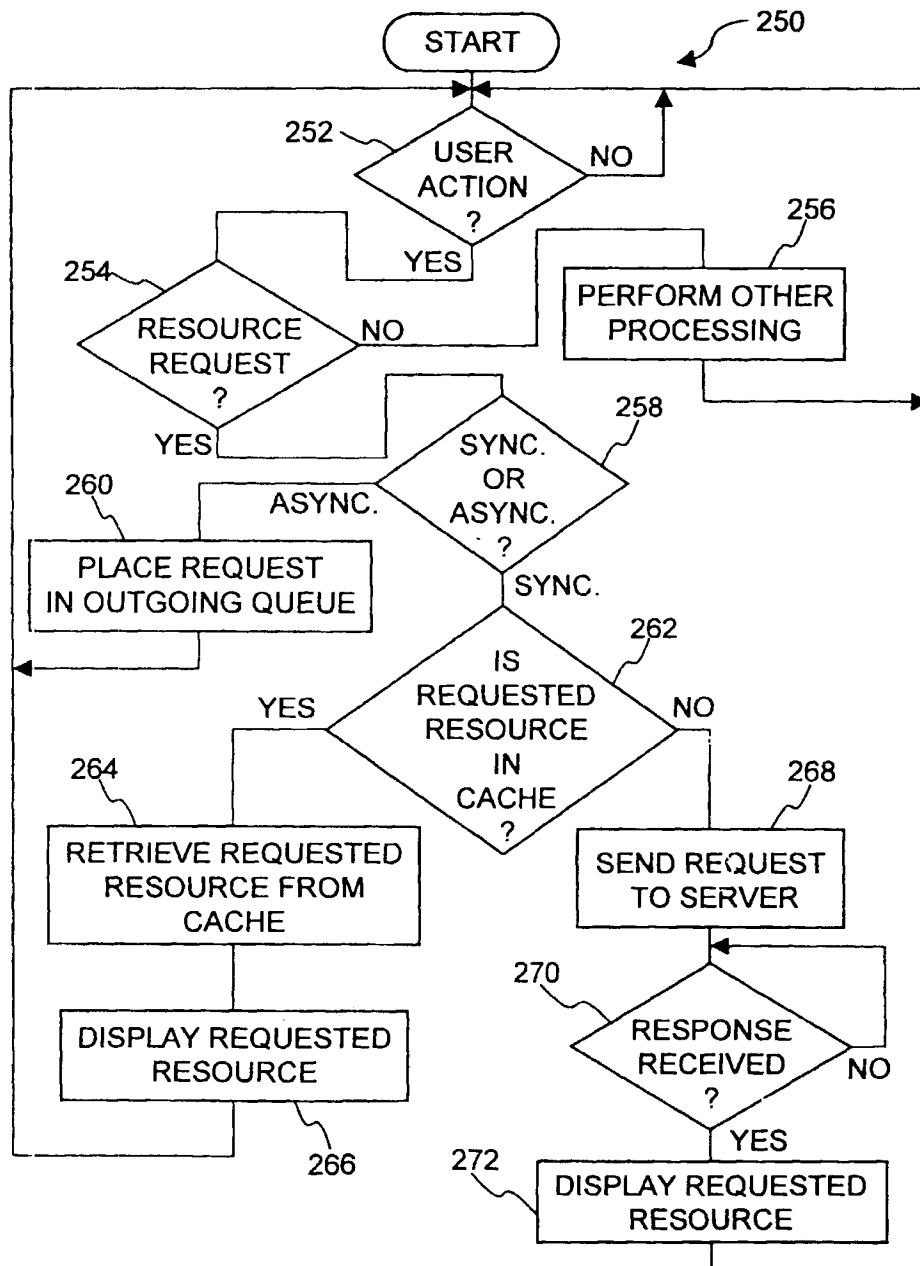 START
250
252
USER
ACTION
?
NO
YES
256
254
PERFORM OTHER
PROCESSING
RESOURCE
REQUEST
?
NO
YES
258
SYNC.
OR
ASYNC.
?
260
ASYNC.
PLACE REQUEST
IN OUTGOING QUEUE
SYNC.
262
IS
REQUESTED
RESOURCE
IN
CACHE
?
YES
NO
264
268
RETRIEVE REQUESTED
RESOURCE FROM
CACHE
SEND REQUEST
TO SERVER
270
DISPLAY REQUESTED
RESOURCE
RESPONSE
RECEIVED
?
NO
266
YES
272
DISPLAY REQUESTED
RESOURCE